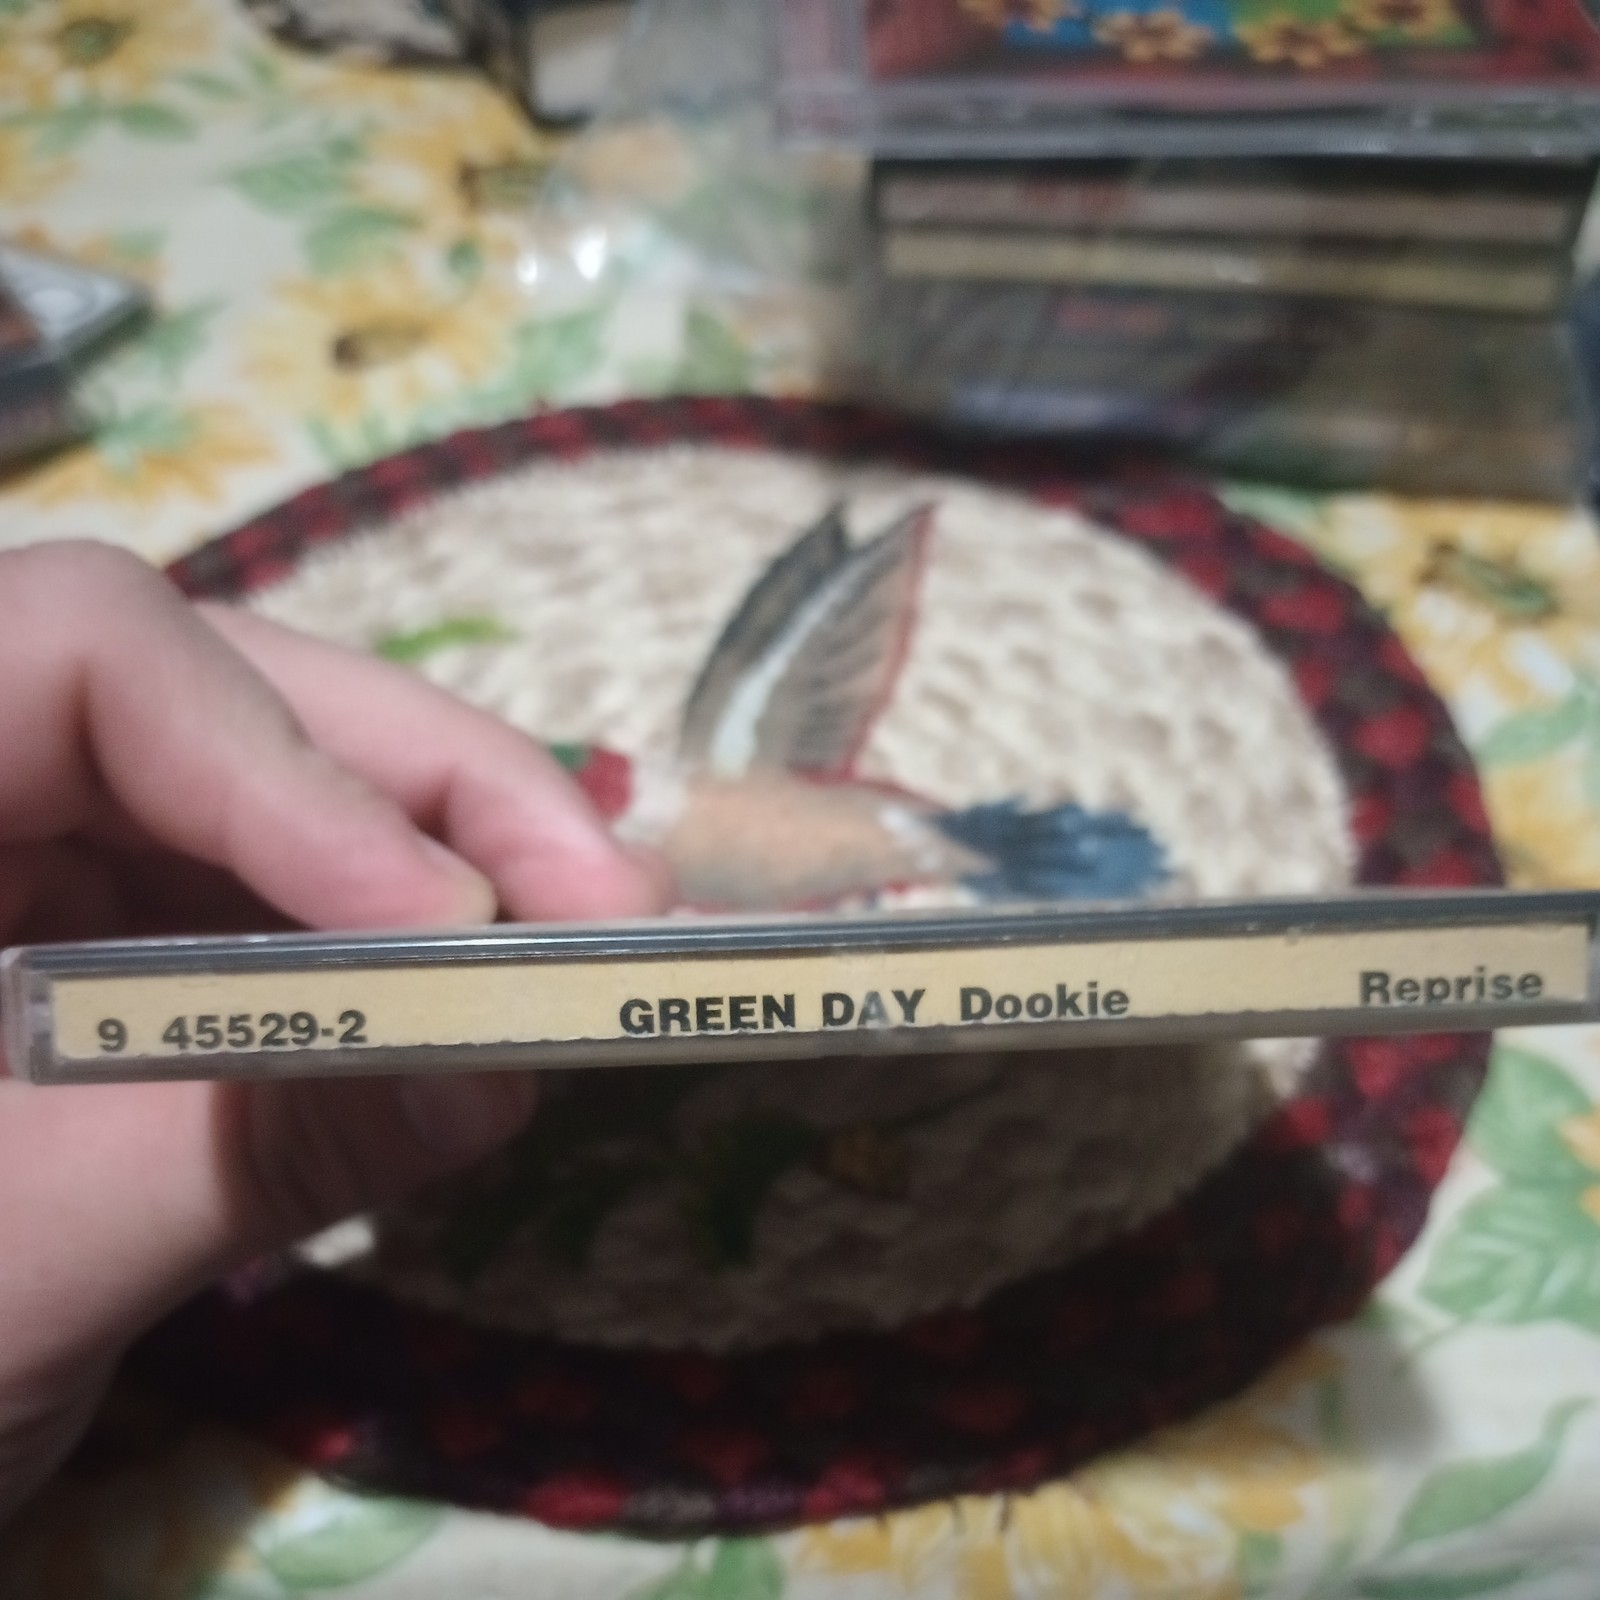 9 45529-2 GREEN DAY Dookie Reprise